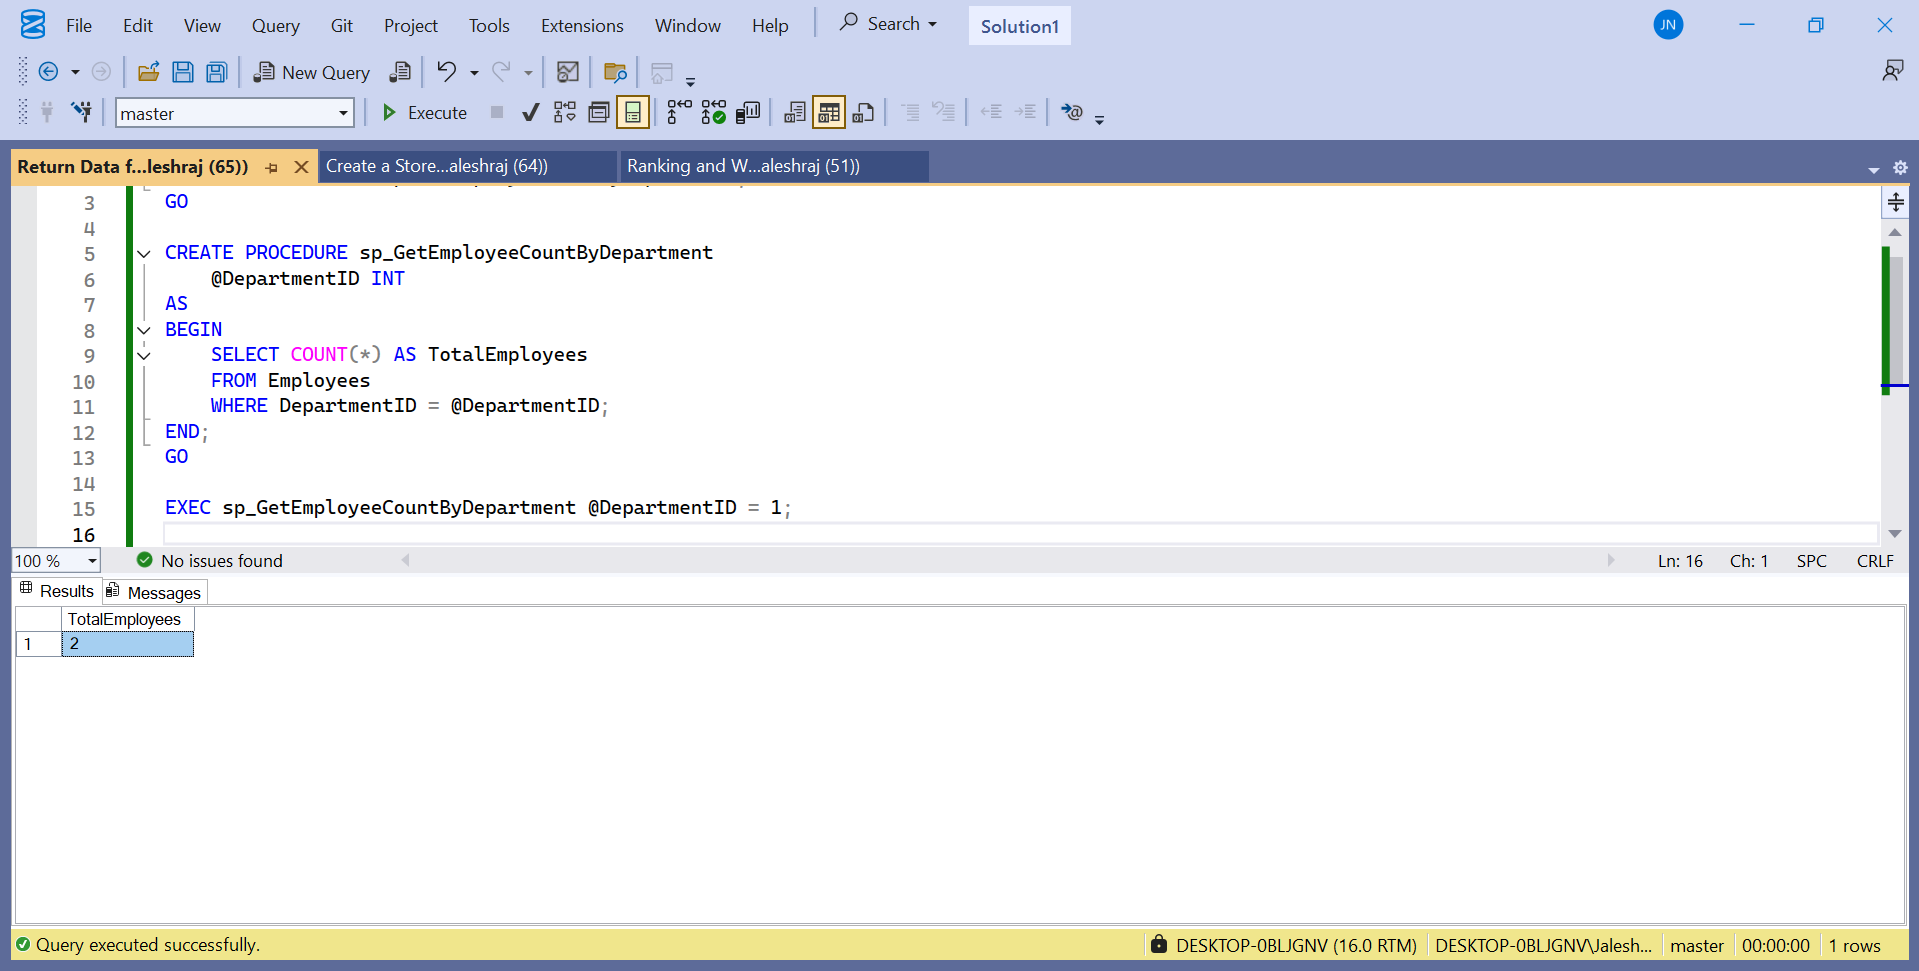 File Edit View Query Git Project Tools Extensions Window Help Search Solution1 JN
New Query
master Execute
Return Data f...leshraj (65)) Create a Store...aleshraj (64)) Ranking and W...aleshraj (51))
3 GO
4
5 CREATE PROCEDURE sp_GetEmployeeCountByDepartment
6 @DepartmentID INT
7 AS
8 BEGIN
9 SELECT COUNT(*) AS TotalEmployees
10 FROM Employees
11 WHERE DepartmentID = @DepartmentID;
12 END;
13 GO
14
15 EXEC sp_GetEmployeeCountByDepartment @DepartmentID = 1;
16
100 % No issues found Ln: 16 Ch: 1 SPC CRLF
Results Messages
TotalEmployees
1 2
Query executed successfully. DESKTOP-0BLJGNV (16.0 RTM) DESKTOP-0BLJGNV\Jalesh... master 00:00:00 1 rows